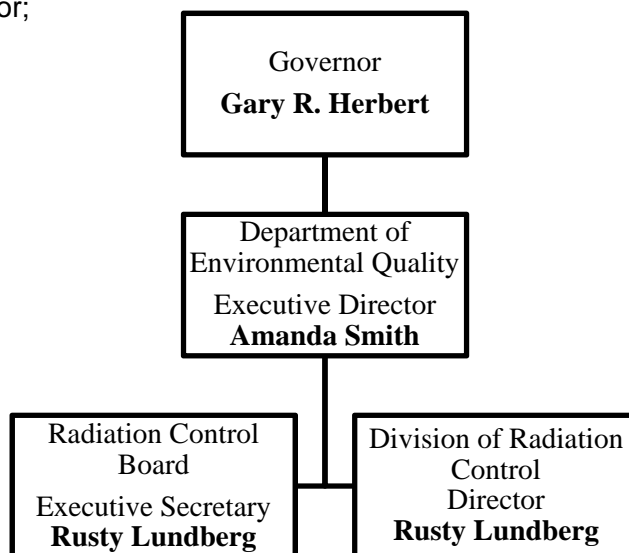 or;
Governor
Gary R. Herbert
Department of
Environmental Quality
Executive Director
Amanda Smith
Radiation Control
Board
Executive Secretary
Rusty Lundberg
Division of Radiation
Control
Director
Rusty Lundberg